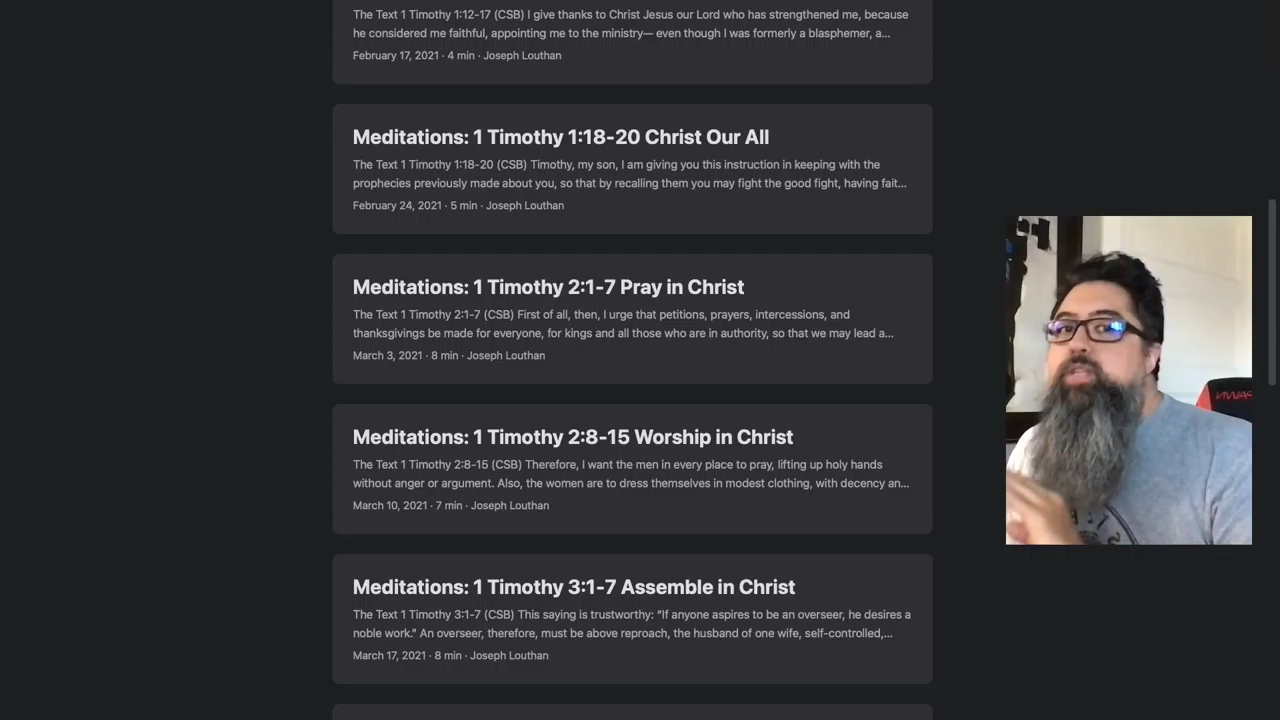 The Text 1 Timothy 1:12-17 (CSB) I give thanks to Christ Jesus our Lord who has strengthened me, because
he considered me faithful, appointing me to the ministry— even though I was formerly a blasphemer, a...
February 17, 2021 · 4 min · Joseph Louthan
Meditations: 1 Timothy 1:18-20 Christ Our All
The Text 1 Timothy 1:18-20 (CSB) Timothy, my son, I am giving you this instruction in keeping with the
prophecies previously made about you, so that by recalling them you may fight the good fight, having fait...
February 24, 2021 · 5 min · Joseph Louthan
Meditations: 1 Timothy 2:1-7 Pray in Christ
The Text 1 Timothy 2:1-7 (CSB) First of all, then, I urge that petitions, prayers, intercessions, and
thanksgivings be made for everyone, for kings and all those who are in authority, so that we may lead a...
March 3, 2021 · 8 min · Joseph Louthan
Meditations: 1 Timothy 2:8-15 Worship in Christ
The Text 1 Timothy 2:8-15 (CSB) Therefore, I want the men in every place to pray, lifting up holy hands
without anger or argument. Also, the women are to dress themselves in modest clothing, with decency an...
March 10, 2021 · 7 min · Joseph Louthan
Meditations: 1 Timothy 3:1-7 Assemble in Christ
The Text 1 Timothy 3:1-7 (CSB) This saying is trustworthy: “If anyone aspires to be an overseer, he desires a
noble work.” An overseer, therefore, must be above reproach, the husband of one wife, self-controlled,...
March 17, 2021 · 8 min · Joseph Louthan